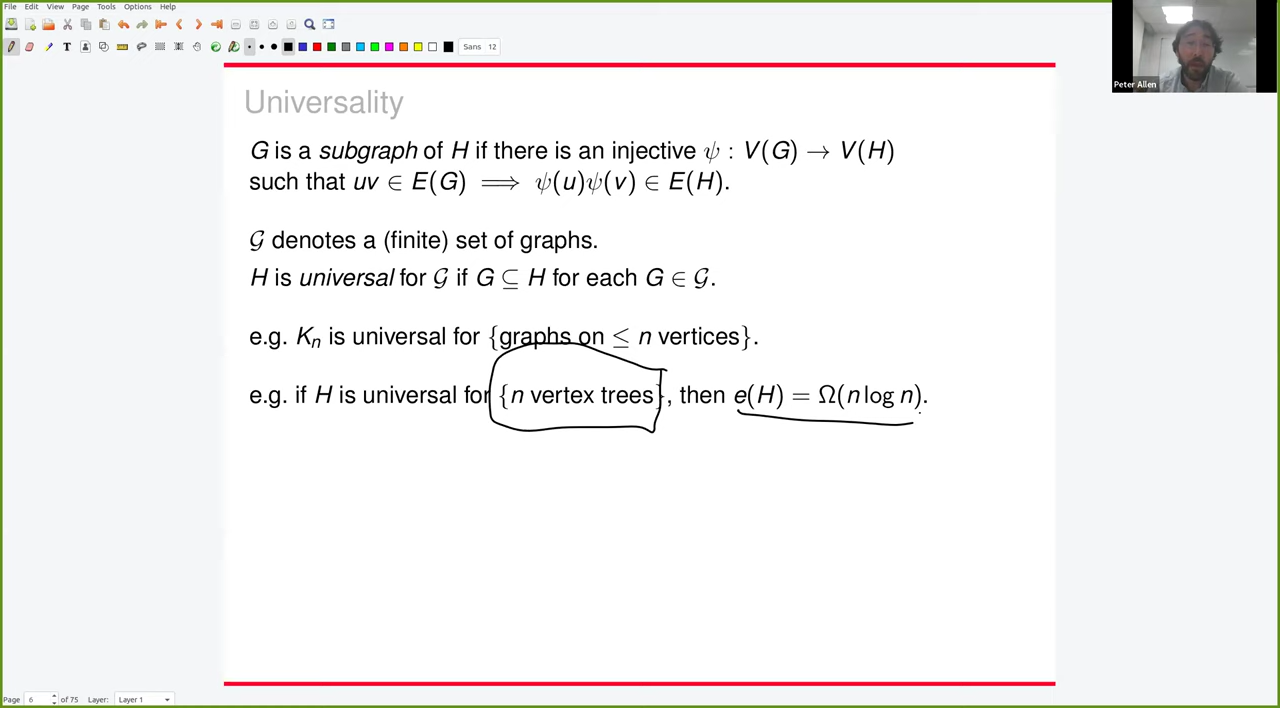 File Edit View Page Tools Options Help
T Sans 12
Peter Allen
Universality
G is a subgraph of H if there is an injective ψ : V(G) → V(H)
such that uv ∈ E(G) ⟹ ψ(u)ψ(v) ∈ E(H).
𝒢 denotes a (finite) set of graphs.
H is universal for 𝒢 if G ⊆ H for each G ∈ 𝒢.
e.g. Kₙ is universal for {graphs on ≤ n vertices}.
e.g. if H is universal for {n vertex trees}, then e(H) = Ω(n log n).
Page 6 of 75 Layer: Layer 1